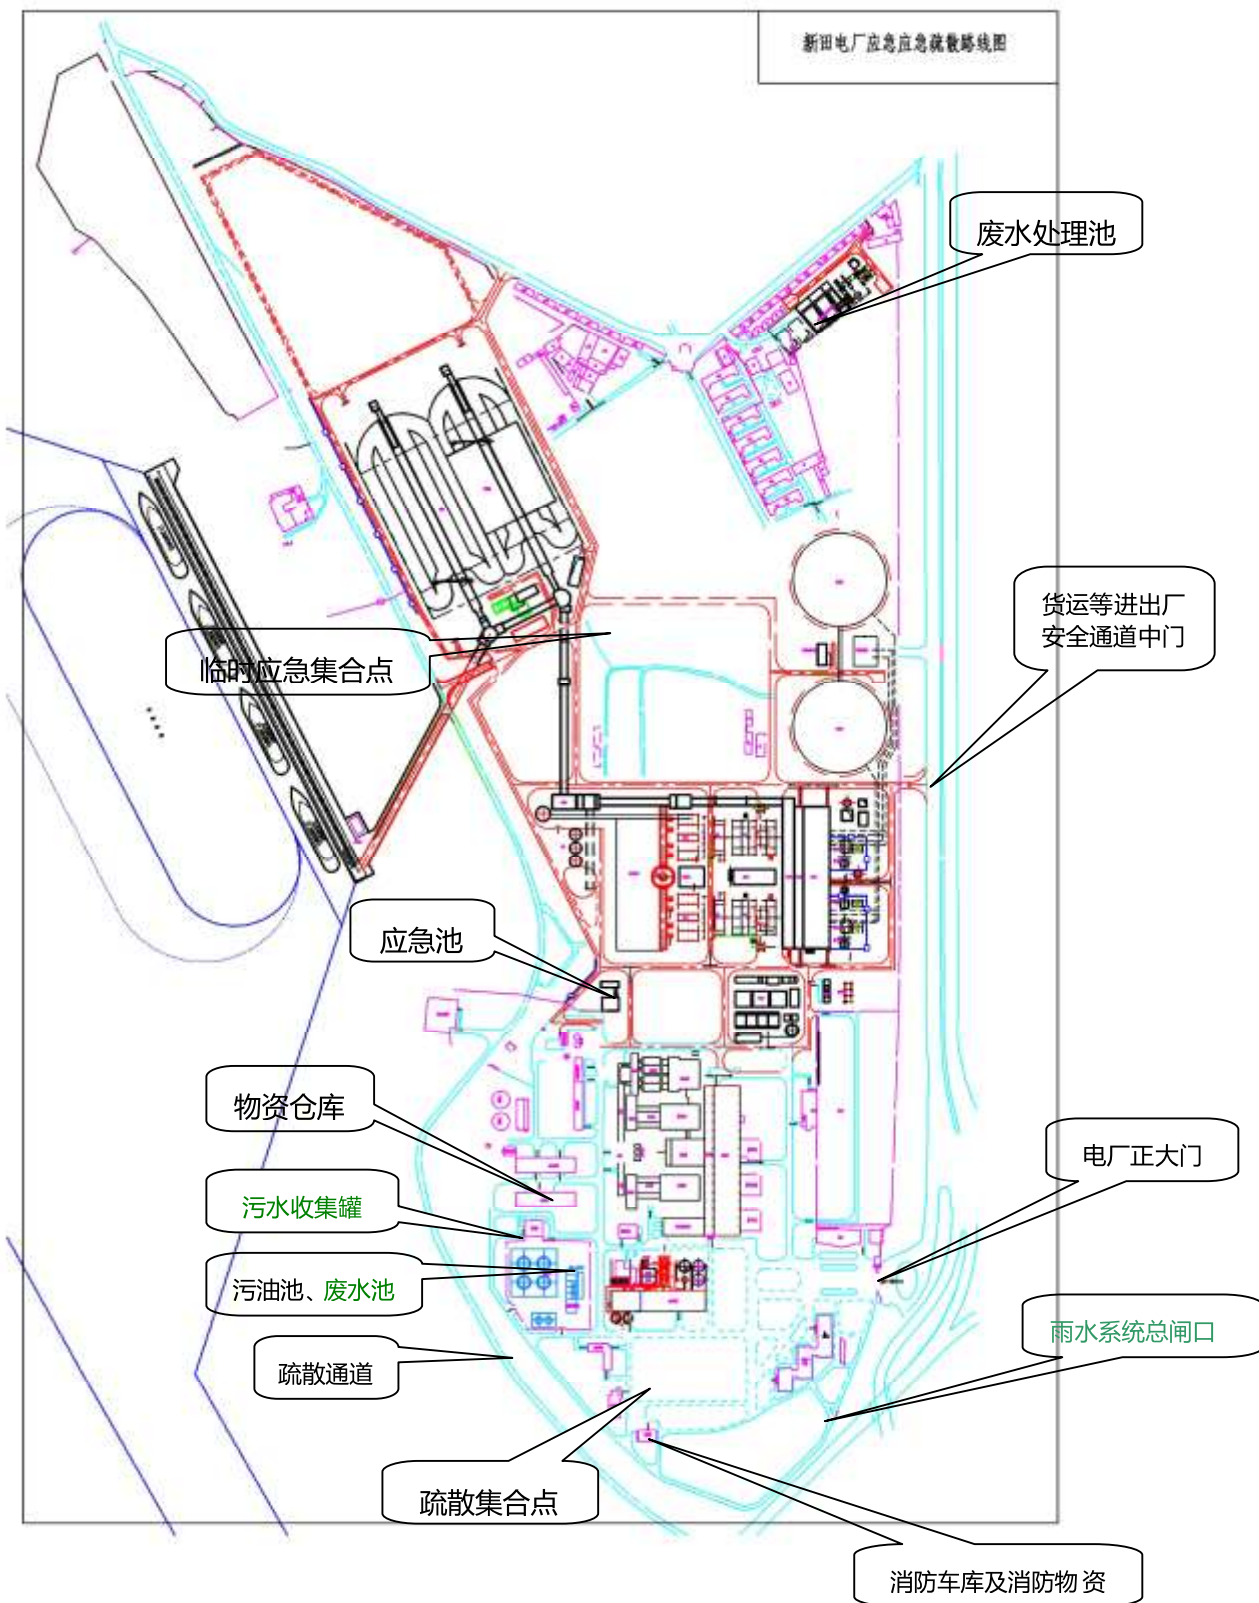 新田电厂应急应急疏散路线图
废水处理池
货运等进出厂
安全通道中门
临时应急集合点
应急池
物资仓库
电厂正大门
污水收集罐
污油池、废水池
雨水系统总闸口
疏散通道
疏散集合点
消防车库及消防物 资